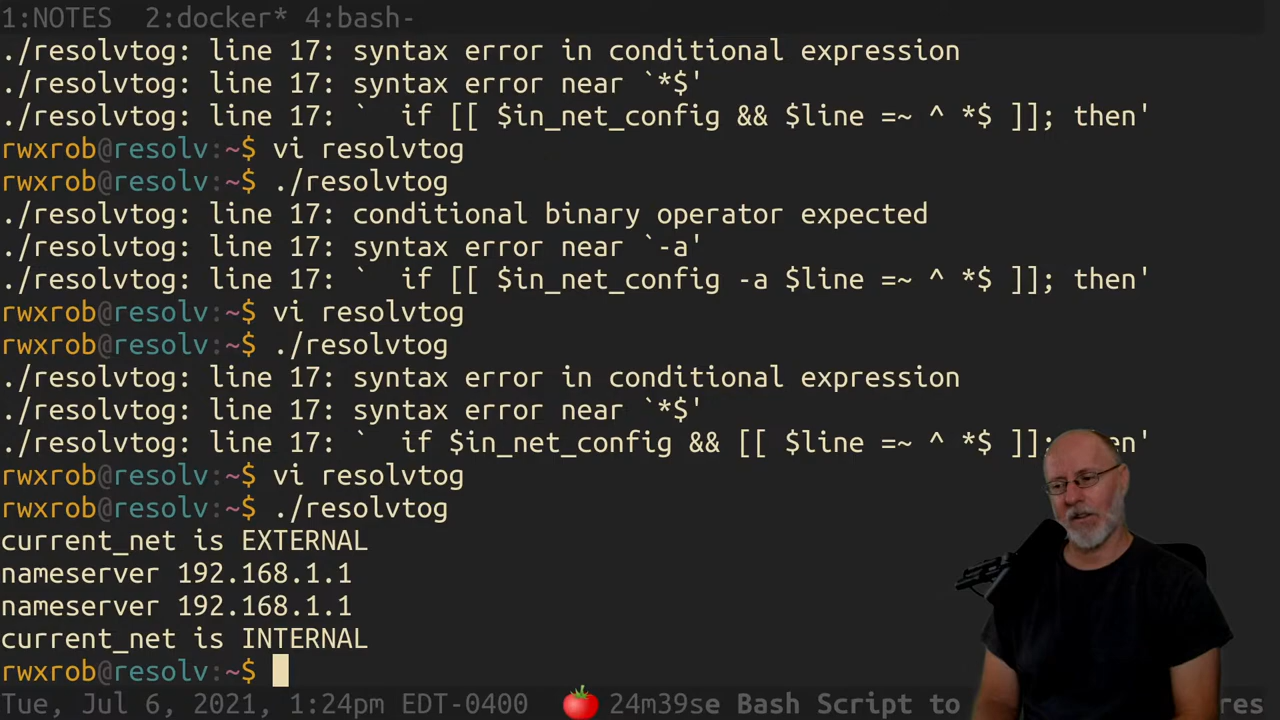 1:NOTES  2:docker* 4:bash-
./resolvtog: line 17: syntax error in conditional expression
./resolvtog: line 17: syntax error near `*$'
./resolvtog: line 17: `  if [[ $in_net_config && $line =~ ^ *$ ]]; then'
rwxrob@resolv:~$ vi resolvtog
rwxrob@resolv:~$ ./resolvtog
./resolvtog: line 17: conditional binary operator expected
./resolvtog: line 17: syntax error near `-a'
./resolvtog: line 17: `  if [[ $in_net_config -a $line =~ ^ *$ ]]; then'
rwxrob@resolv:~$ vi resolvtog
rwxrob@resolv:~$ ./resolvtog
./resolvtog: line 17: syntax error in conditional expression
./resolvtog: line 17: syntax error near `*$'
./resolvtog: line 17: `  if $in_net_config && [[ $line =~ ^ *$ ]]; en'
rwxrob@resolv:~$ vi resolvtog
rwxrob@resolv:~$ ./resolvtog
current_net is EXTERNAL
nameserver 192.168.1.1
nameserver 192.168.1.1
current_net is INTERNAL
rwxrob@resolv:~$
Tue, Jul 6, 2021, 1:24pm EDT-0400 🍅 24m39se Bash Script to res